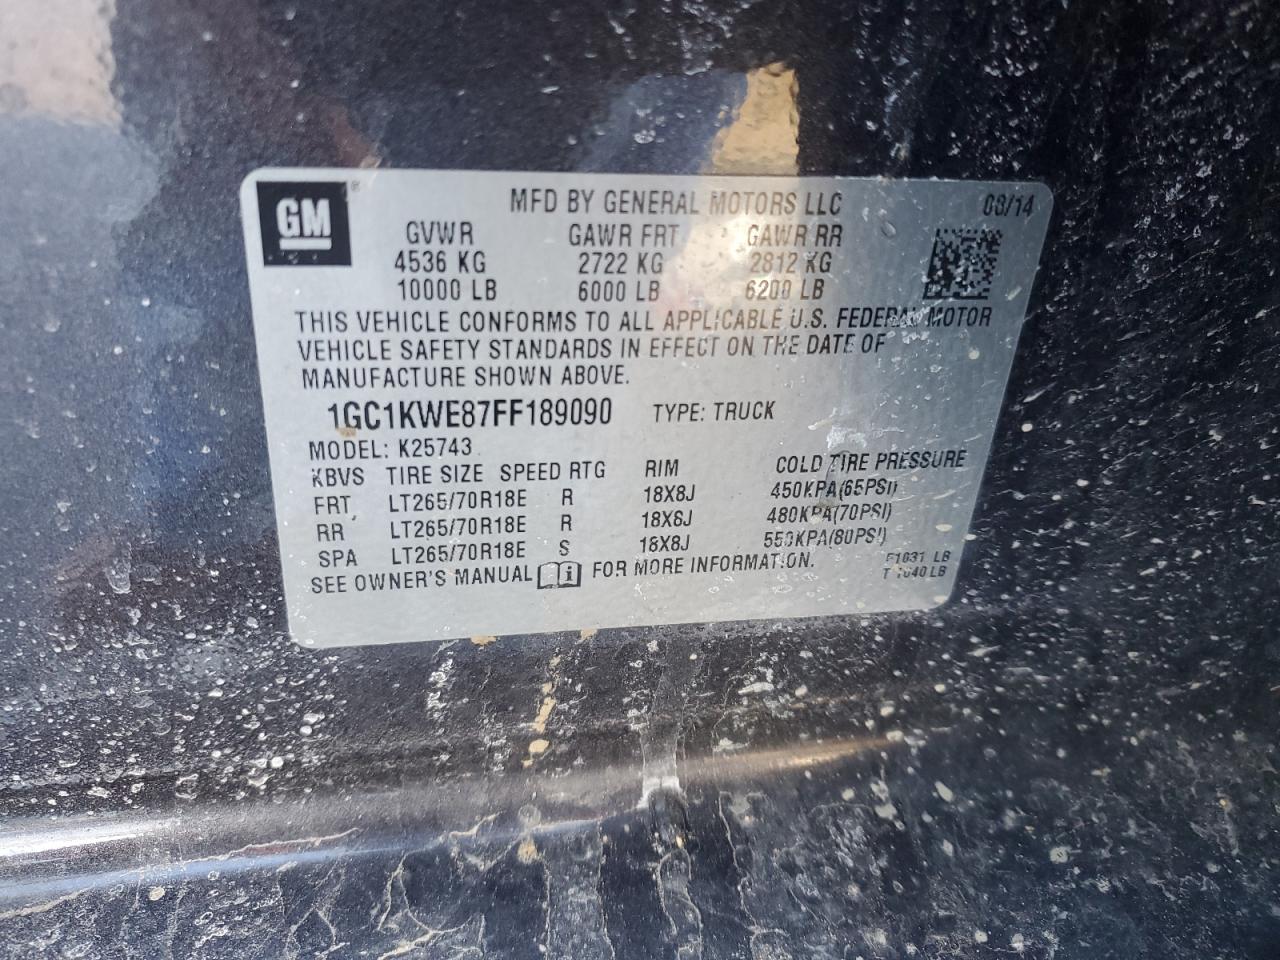 GM ®
MFD BY GENERAL MOTORS LLC 08/14
GVWR GAWR FRT GAWR RR
4536 KG 2722 KG 2812 KG
10000 LB 6000 LB 6200 LB
THIS VEHICLE CONFORMS TO ALL APPLICABLE U.S. FEDERAL MOTOR
VEHICLE SAFETY STANDARDS IN EFFECT ON THE DATE OF
MANUFACTURE SHOWN ABOVE.
1GC1KWE87FF189090 TYPE: TRUCK
MODEL: K25743
KBVS TIRE SIZE SPEED RTG RIM COLD TIRE PRESSURE
FRT LT265/70R18E R 18X8J 450KPA(65PSI)
RR LT265/70R18E R 18X8J 480KPA(70PSI)
SPA LT265/70R18E S 18X8J 550KPA(80PSI)
SEE OWNER'S MANUAL FOR MORE INFORMATION.
LB
LB